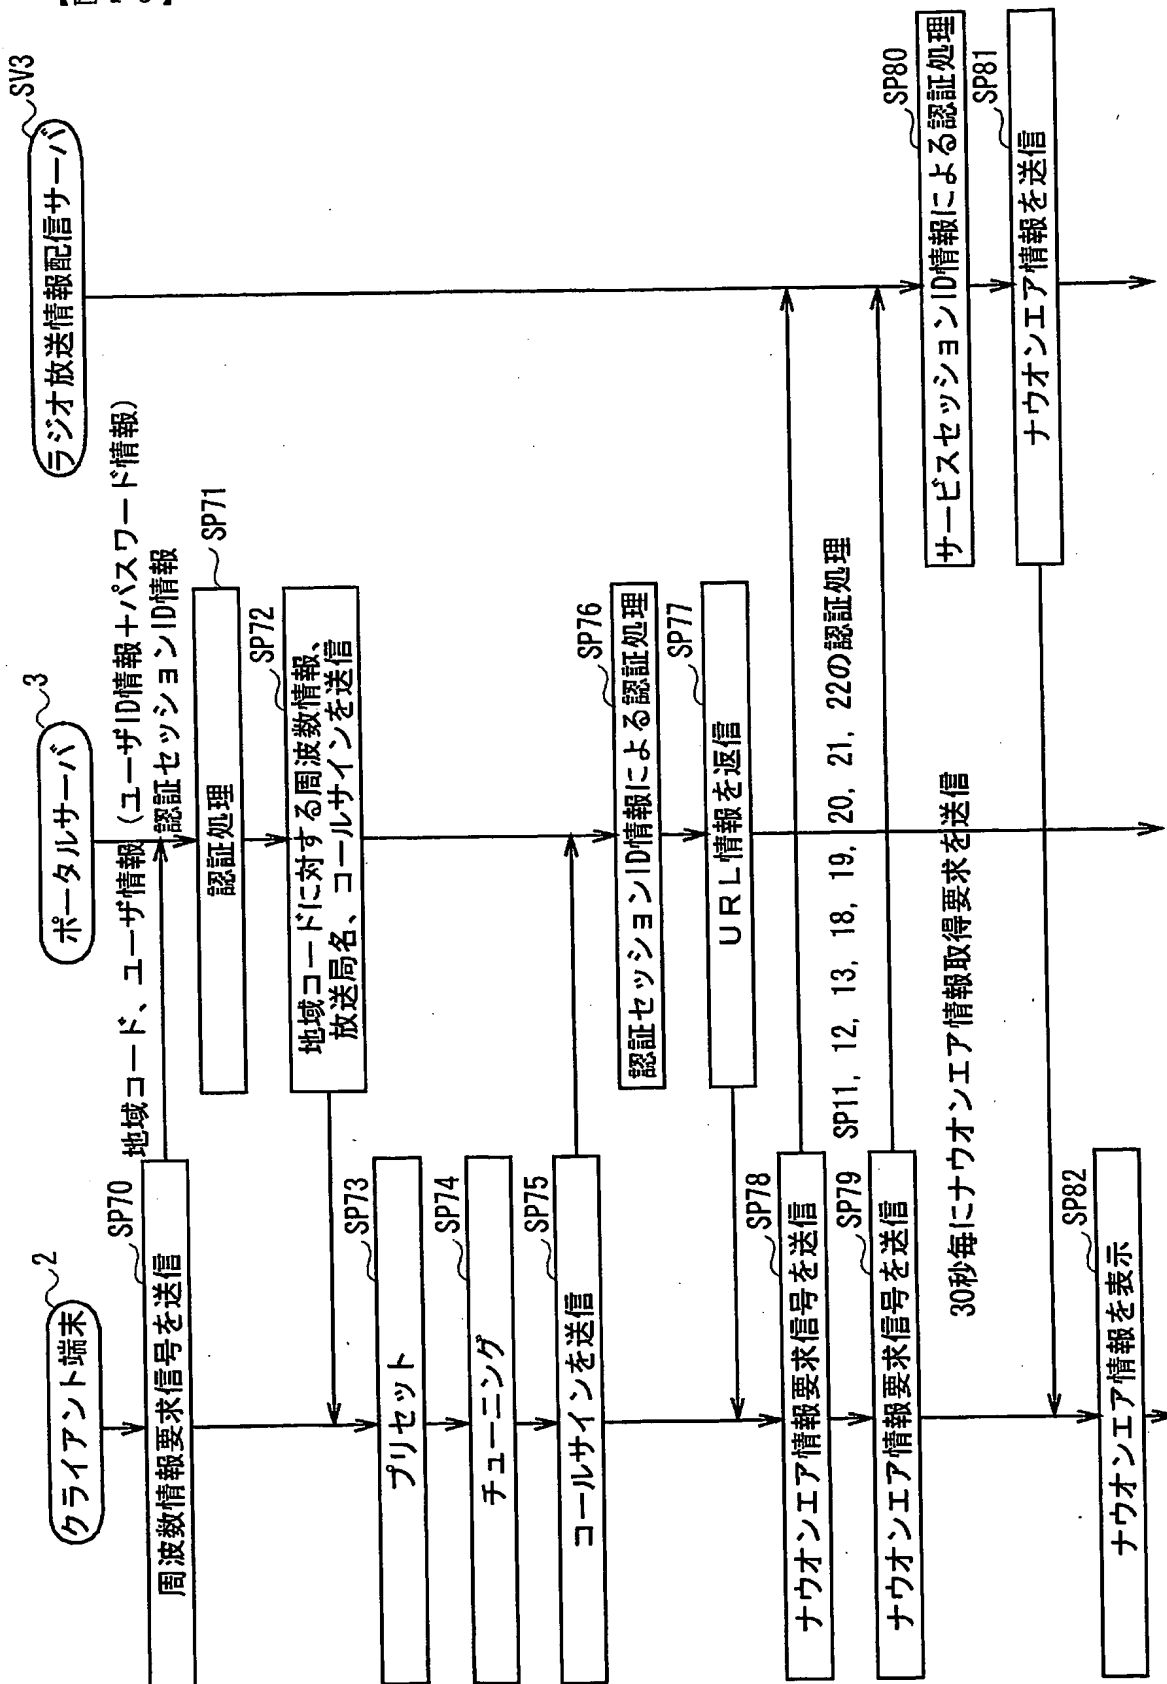 クライアント端末
2
ポータルサーバ
3
ラジオ放送情報配信サーバ
SV3
周波数情報要求信号を送信
SP70
地域コード、ユーザ情報（ユーザID情報＋パスワード情報）
認証セッションID情報
認証処理
SP71
地域コードに対する周波数情報、
放送局名、コールサインを送信
SP72
プリセット
SP73
チューニング
SP74
コールサインを送信
SP75
認証セッションID情報による認証処理
SP76
ＵＲＬ情報を返信
SP77
ナウオンエア情報要求信号を送信
SP78
SP11, 12, 13, 18, 19, 20, 21, 22の認証処理
ナウオンエア情報要求信号を送信
SP79
30秒毎にナウオンエア情報取得要求を送信
サービスセッションID情報による認証処理
SP80
ナウオンエア情報を送信
SP81
ナウオンエア情報を表示
SP82